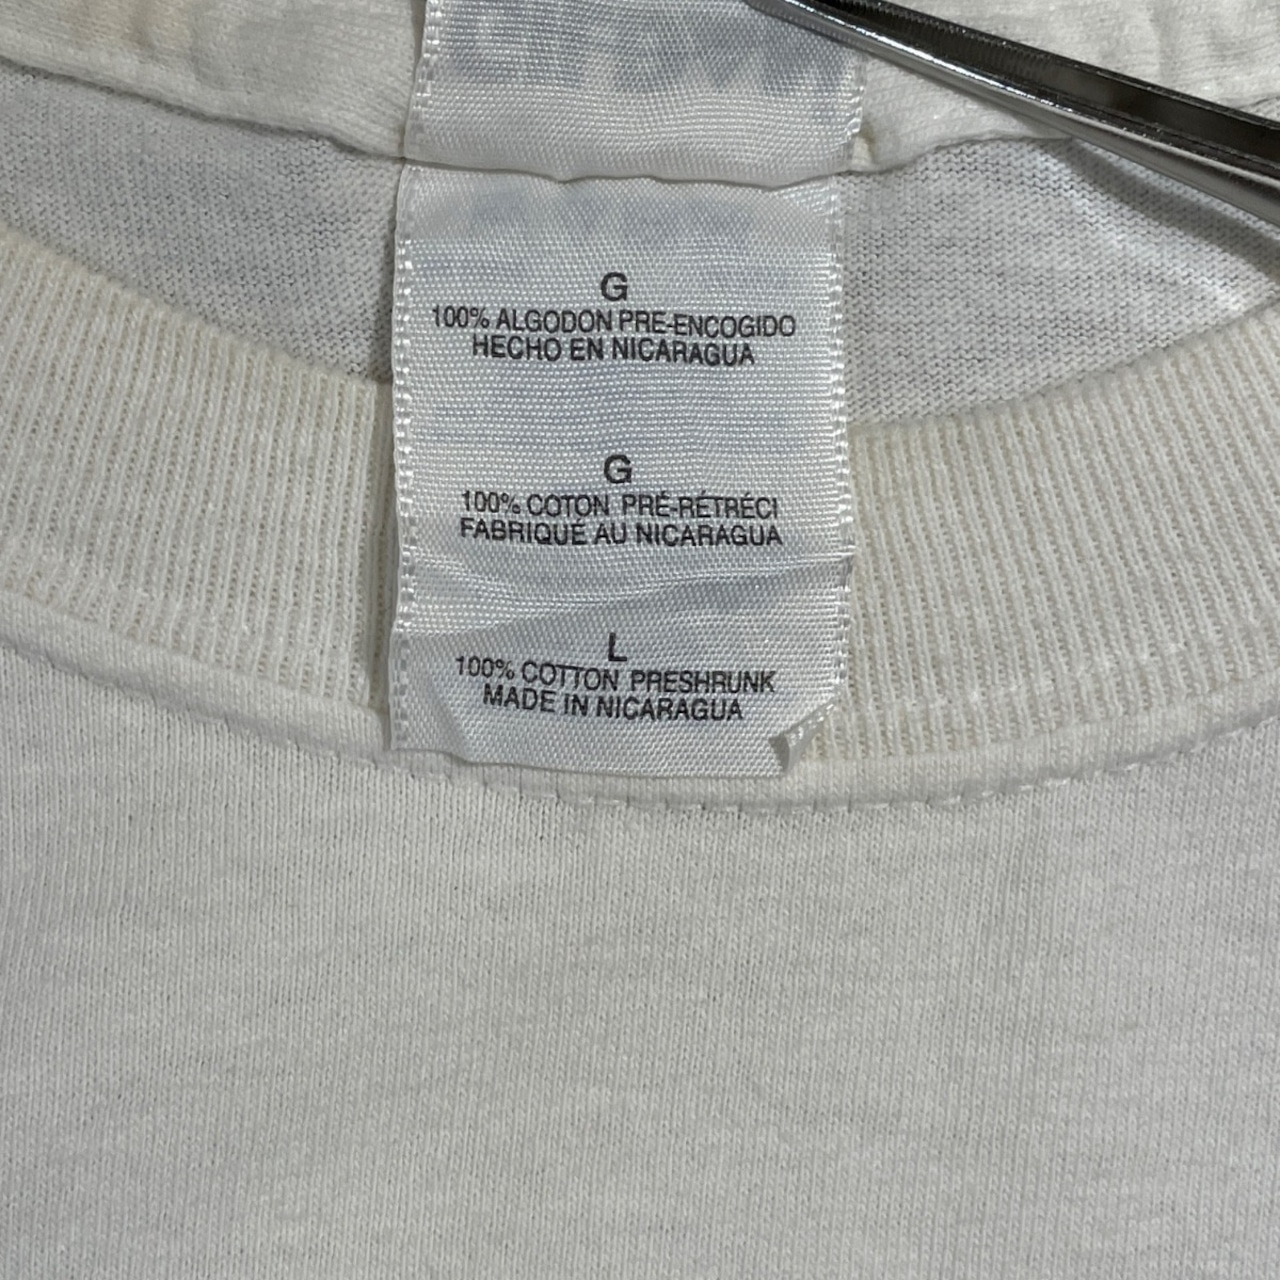 G
100% ALGODON PRE-ENCOGIDO
HECHO EN NICARAGUA
G
100% COTON PRÉ-RÉTRÉCI
FABRIQUÉ AU NICARAGUA
L
100% COTTON PRESHRUNK
MADE IN NICARAGUA